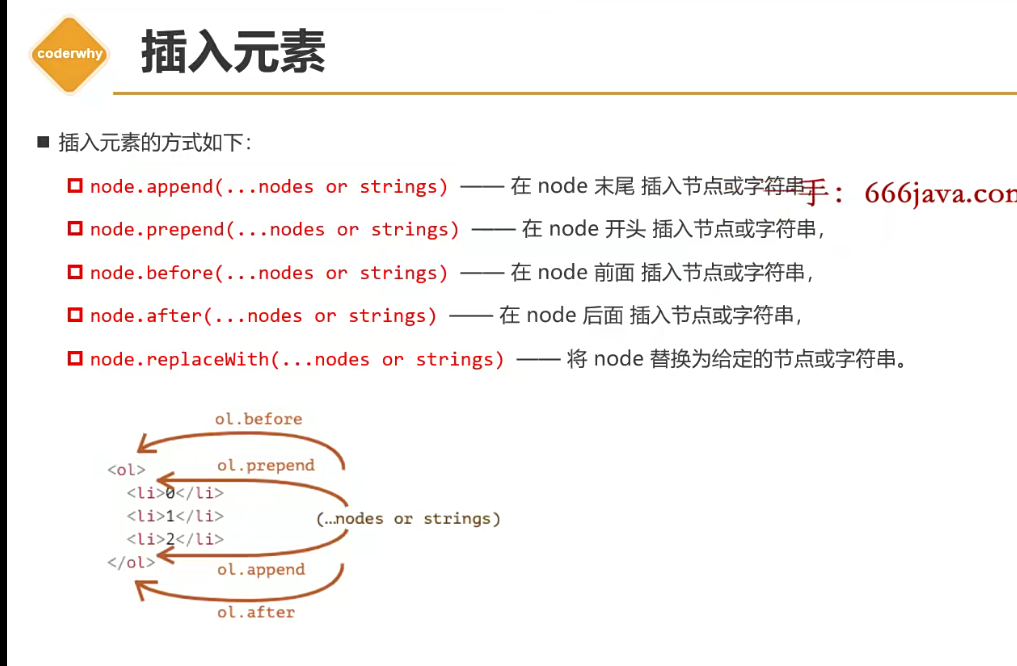 coderwhy
插入元素
插入元素的方式如下：
node.append(...nodes or strings) —— 在 node 末尾 插入节点或字符串，
一手： 666java.com
node.prepend(...nodes or strings) —— 在 node 开头 插入节点或字符串，
node.before(...nodes or strings) —— 在 node 前面 插入节点或字符串，
node.after(...nodes or strings) —— 在 node 后面 插入节点或字符串，
node.replaceWith(...nodes or strings) —— 将 node 替换为给定的节点或字符串。
ol.before
<ol>
ol.prepend
<li>0</li>
<li>1</li>
(…nodes or strings)
<li>2</li>
</ol>
ol.append
ol.after